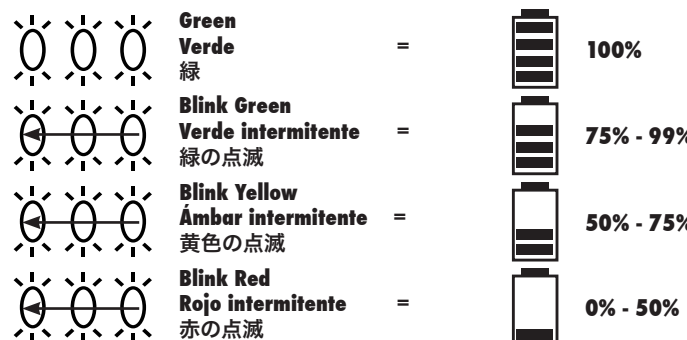 Green
Verde = 100%
緑
Blink Green
Verde intermitente = 75% - 99%
緑の点滅
Blink Yellow
Ámbar intermitente = 50% - 75%
黄色の点滅
Blink Red
Rojo intermitente = 0% - 50%
赤の点滅